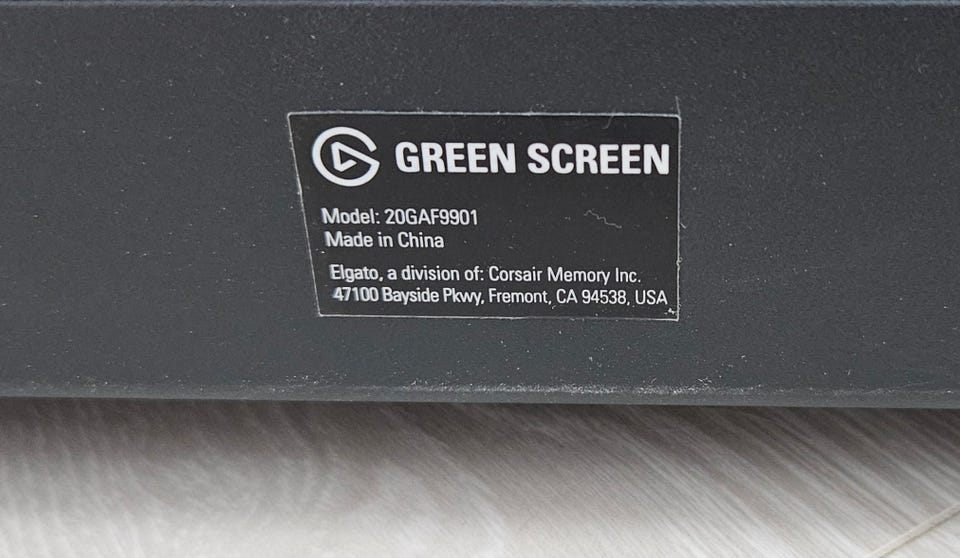 GREEN SCREEN
Model: 20GAF9901
Made in China
Elgato, a division of: Corsair Memory Inc.
47100 Bayside Pkwy, Fremont, CA 94538, USA